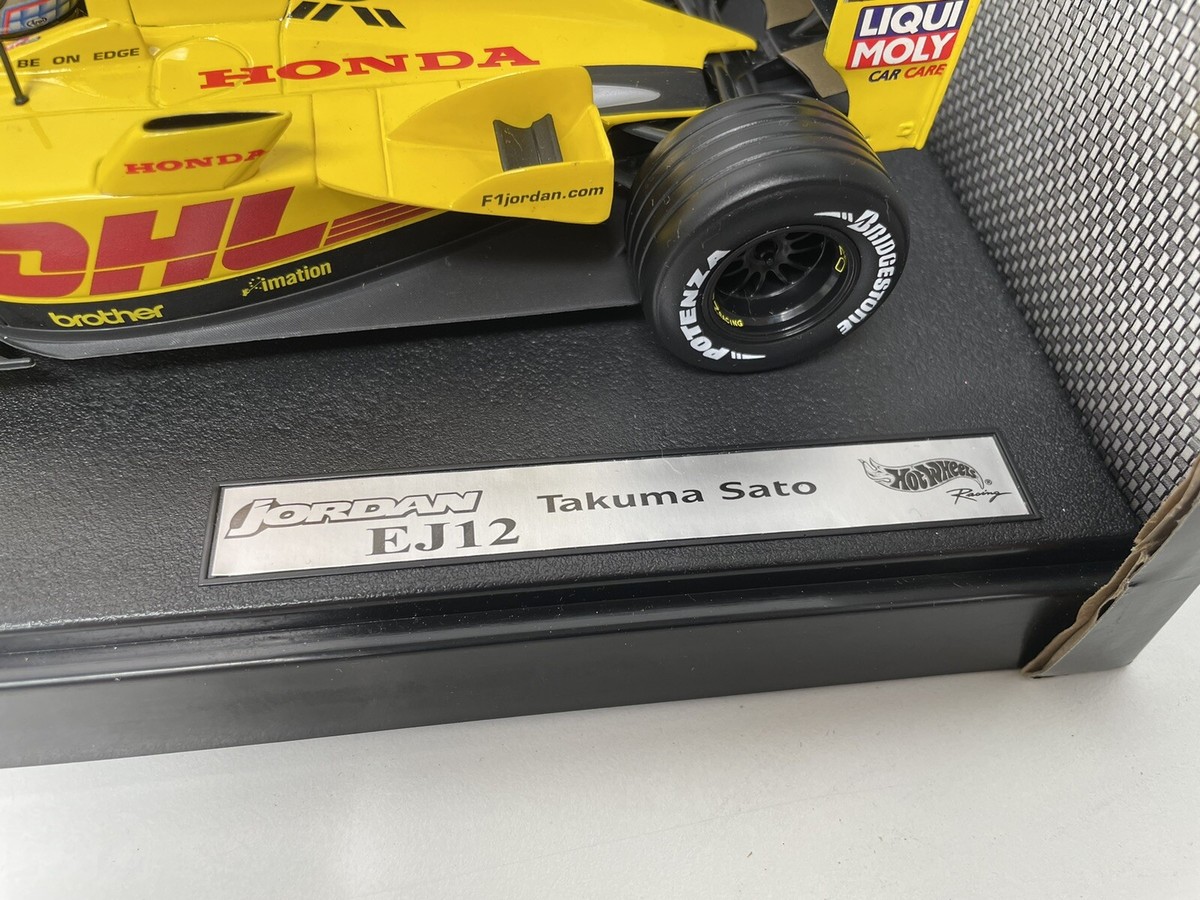 BE ON EDGE
HONDA
LIQUI
MOLY
CAR CARE
HONDA
F1jordan.com
DHL
imation
brother
POTENZA
BRIDGESTONE
JORDAN
EJ12
Takuma Sato
Hot Wheels®
Racing